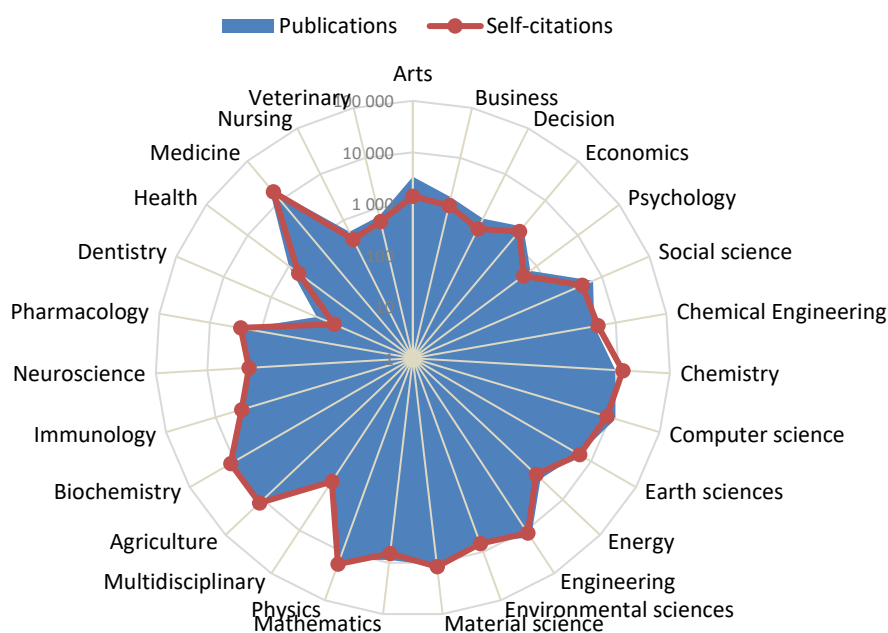 Publications
Self-citations
Arts
Business
Decision
Economics
Psychology
Social science
Chemical Engineering
Chemistry
Computer science
Earth sciences
Energy
Engineering
Environmental sciences
Material science
Mathematics
Physics
Multidisciplinary
Agriculture
Biochemistry
Immunology
Neuroscience
Pharmacology
Dentistry
Health
Medicine
Nursing
Veterinary
100 000
10 000
1 000
100
10
1